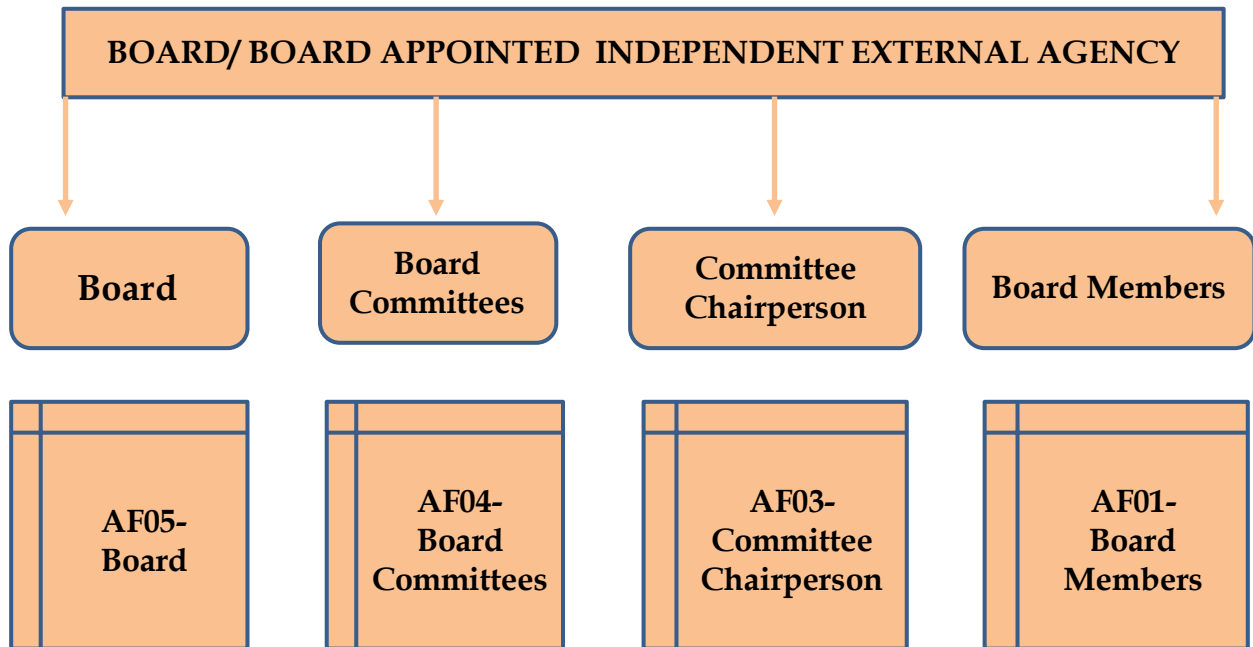 BOARD/ BOARD APPOINTED INDEPENDENT EXTERNAL AGENCY
Board
Board
Committees
Committee
Chairperson
Board Members
AF05-
Board
AF04-
Board
Committees
AF03-
Committee
Chairperson
AF01-
Board
Members